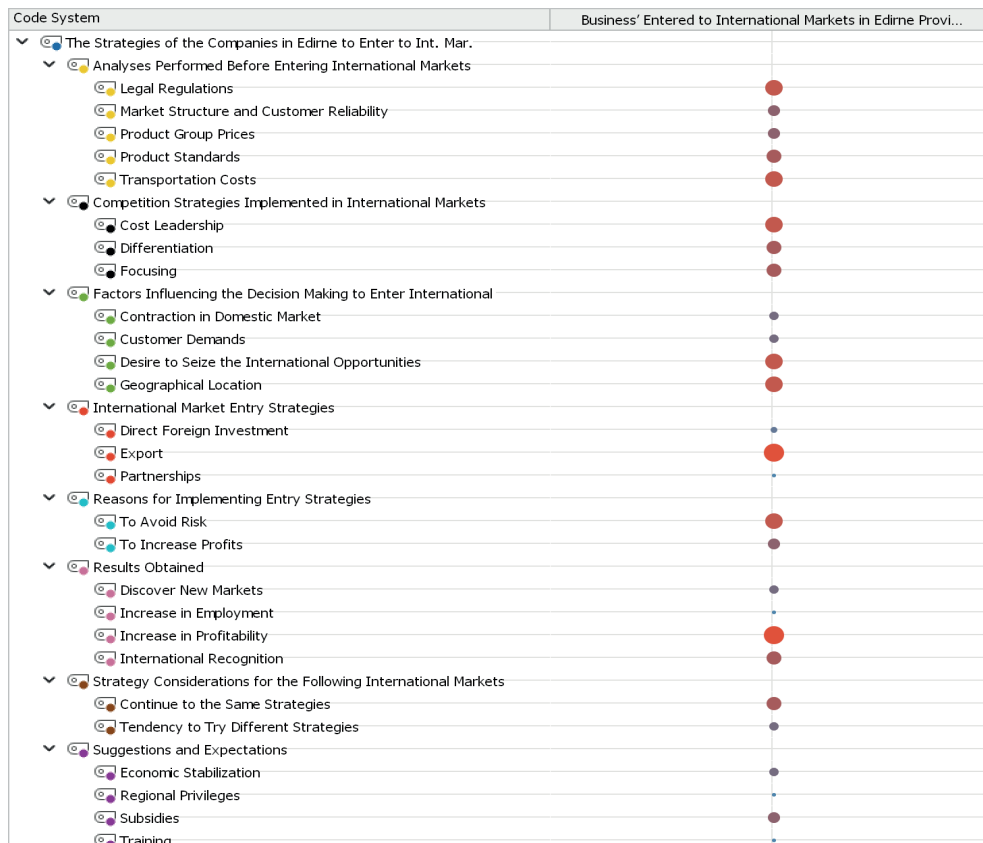 Code System
Business’ Entered to International Markets in Edirne Provi...
The Strategies of the Companies in Edirne to Enter to Int. Mar.
Analyses Performed Before Entering International Markets
Legal Regulations
Market Structure and Customer Reliability
Product Group Prices
Product Standards
Transportation Costs
Competition Strategies Implemented in International Markets
Cost Leadership
Differentiation
Focusing
Factors Influencing the Decision Making to Enter International
Contraction in Domestic Market
Customer Demands
Desire to Seize the International Opportunities
Geographical Location
International Market Entry Strategies
Direct Foreign Investment
Export
Partnerships
Reasons for Implementing Entry Strategies
To Avoid Risk
To Increase Profits
Results Obtained
Discover New Markets
Increase in Employment
Increase in Profitability
International Recognition
Strategy Considerations for the Following International Markets
Continue to the Same Strategies
Tendency to Try Different Strategies
Suggestions and Expectations
Economic Stabilization
Regional Privileges
Subsidies
Training